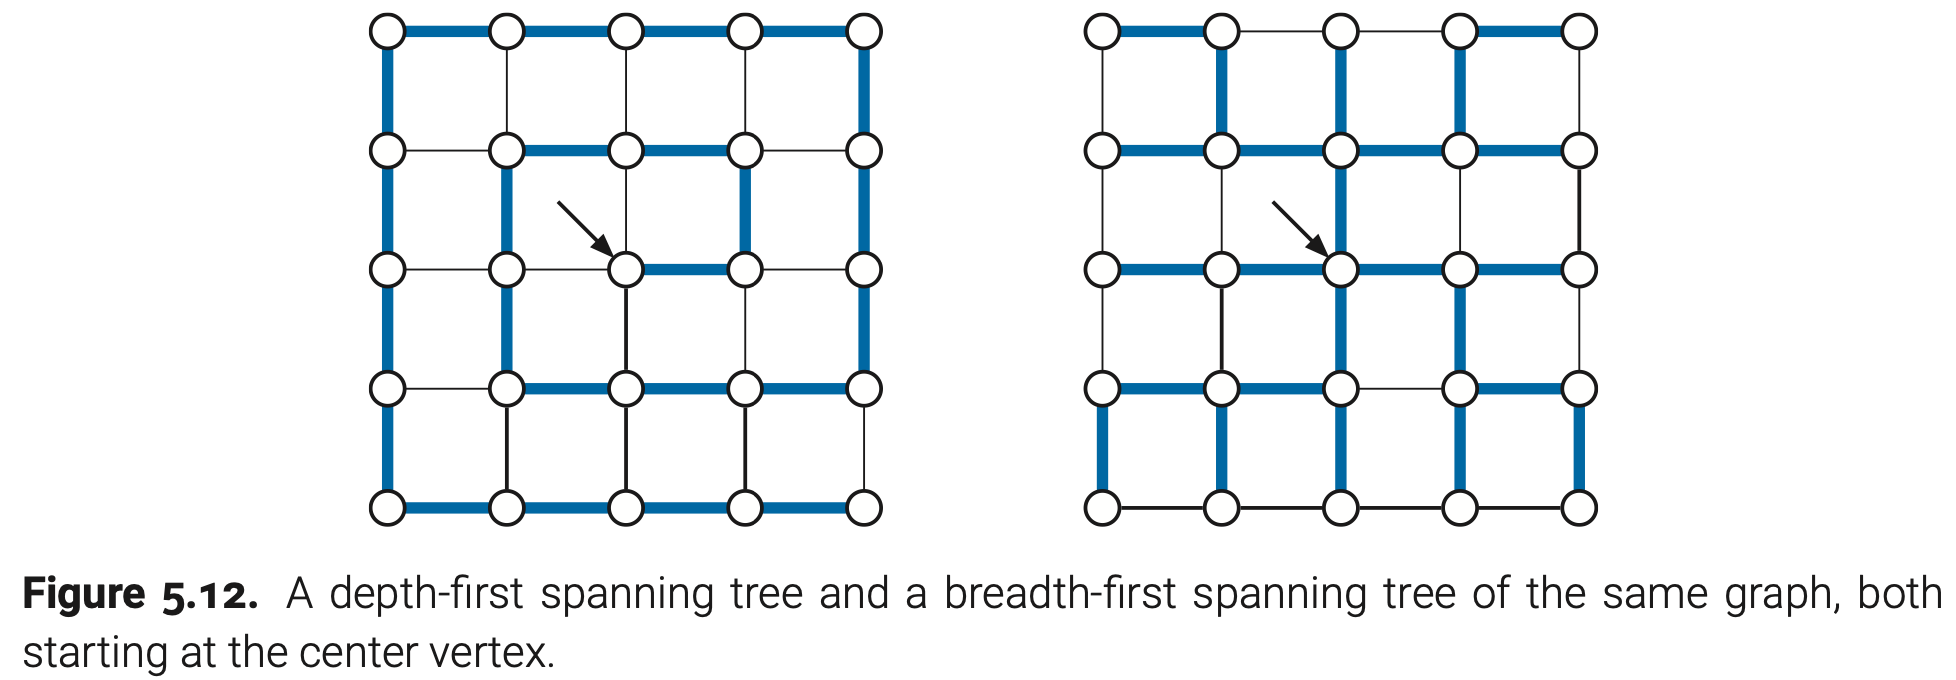 Figure 5.12. A depth-first spanning tree and a breadth-first spanning tree of the same graph, both
starting at the center vertex.